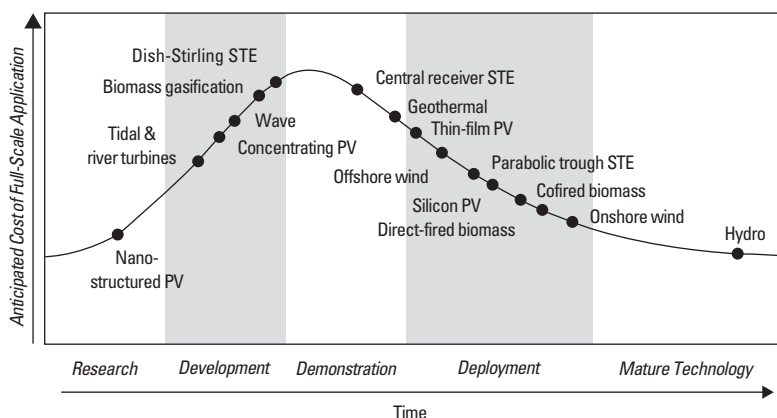 Anticipated Cost of Full-Scale Application
Dish-Stirling STE
Biomass gasification
Wave
Tidal &
river turbines
Concentrating PV
Nano-
structured PV
Central receiver STE
Geothermal
Thin-film PV
Offshore wind
Parabolic trough STE
Silicon PV
Cofired biomass
Direct-fired biomass
Onshore wind
Hydro
Research
Development
Demonstration
Deployment
Mature Technology
Time